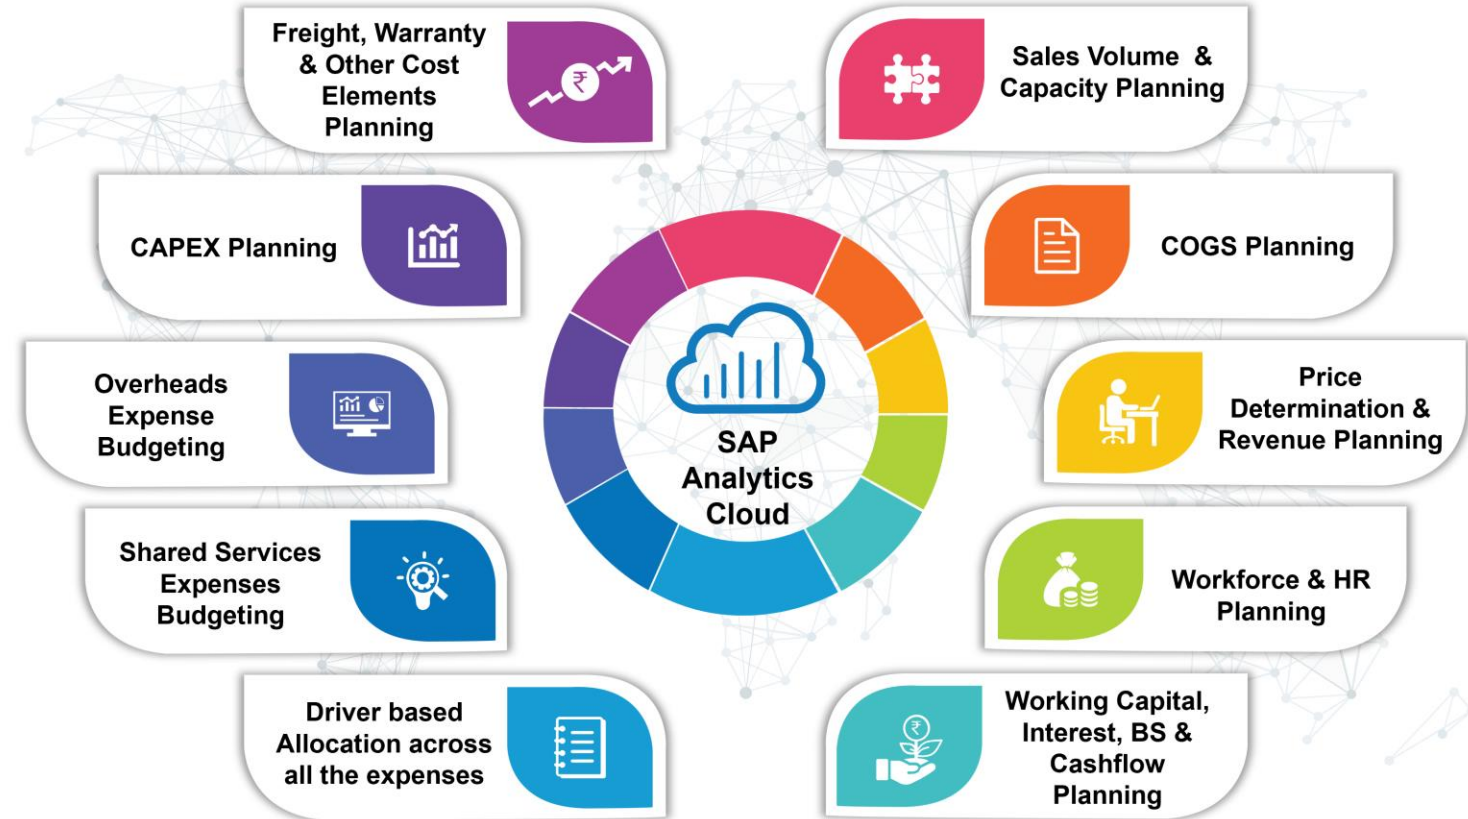 Freight, Warranty
& Other Cost
Elements
Planning
Sales Volume &
Capacity Planning
CAPEX Planning
COGS Planning
Overheads
Expense
Budgeting
SAP
Analytics
Cloud
Price
Determination &
Revenue Planning
Shared Services
Expenses
Budgeting
Workforce & HR
Planning
Driver based
Allocation across
all the expenses
Working Capital,
Interest, BS &
Cashflow
Planning
₹
₹